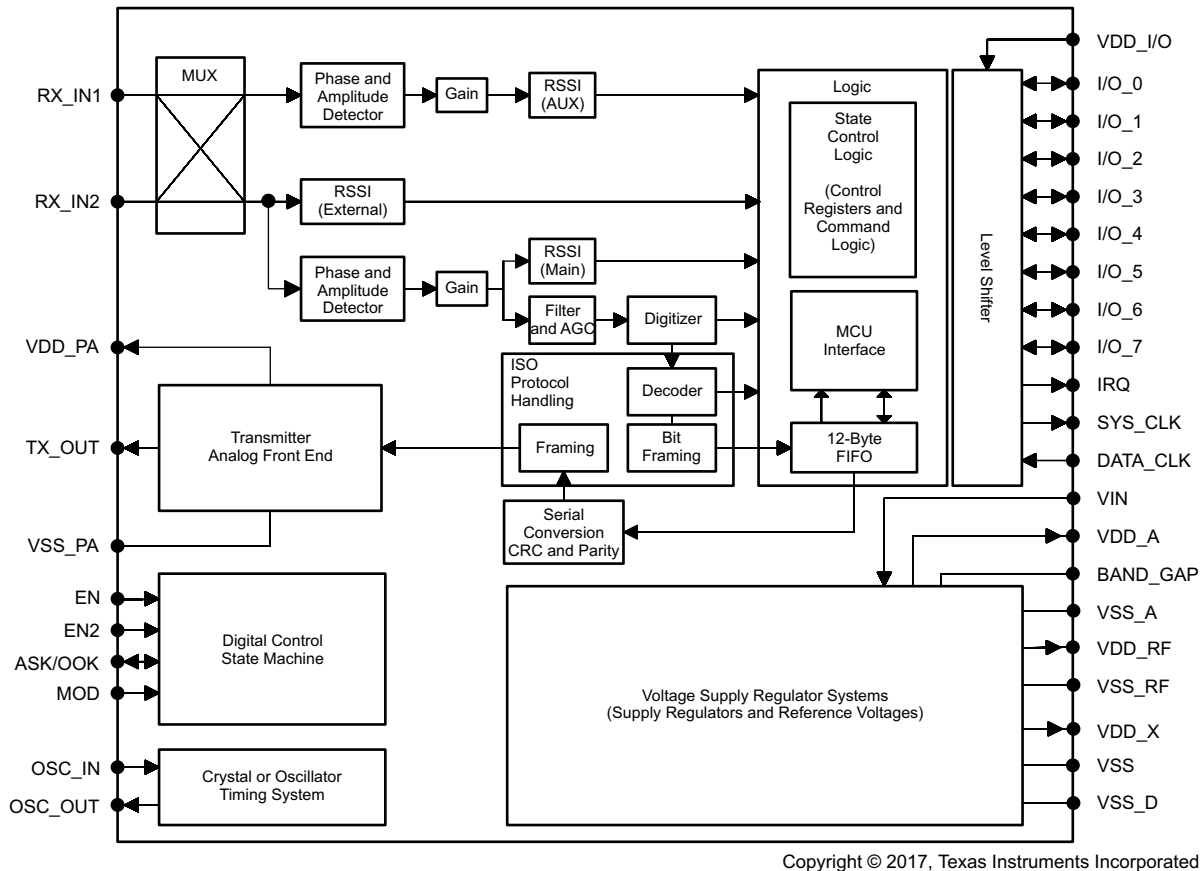 VDD_I/O
MUX
RX_IN1
Phase and
Amplitude
Detector
Gain
RSSI
(AUX)
Logic
I/O_0
State
Control
Logic
(Control
Registers and
Command
Logic)
I/O_1
I/O_2
RX_IN2
RSSI
(External)
I/O_3
I/O_4
Level Shifter
Phase and
Amplitude
Detector
Gain
RSSI
(Main)
I/O_5
Filter
and AGC
Digitizer
I/O_6
MCU
Interface
VDD_PA
I/O_7
ISO
Protocol
Handling
Decoder
IRQ
SYS_CLK
TX_OUT
Transmitter
Analog Front End
Framing
Bit
Framing
12-Byte
FIFO
DATA_CLK
VIN
Serial
Conversion
CRC and Parity
VSS_PA
VDD_A
BAND_GAP
EN
VSS_A
EN2
Digital Control
State Machine
VDD_RF
ASK/OOK
VSS_RF
MOD
Voltage Supply Regulator Systems
(Supply Regulators and Reference Voltages)
VDD_X
OSC_IN
VSS
Crystal or Oscillator
Timing System
OSC_OUT
VSS_D
Copyright © 2017, Texas Instruments Incorporated